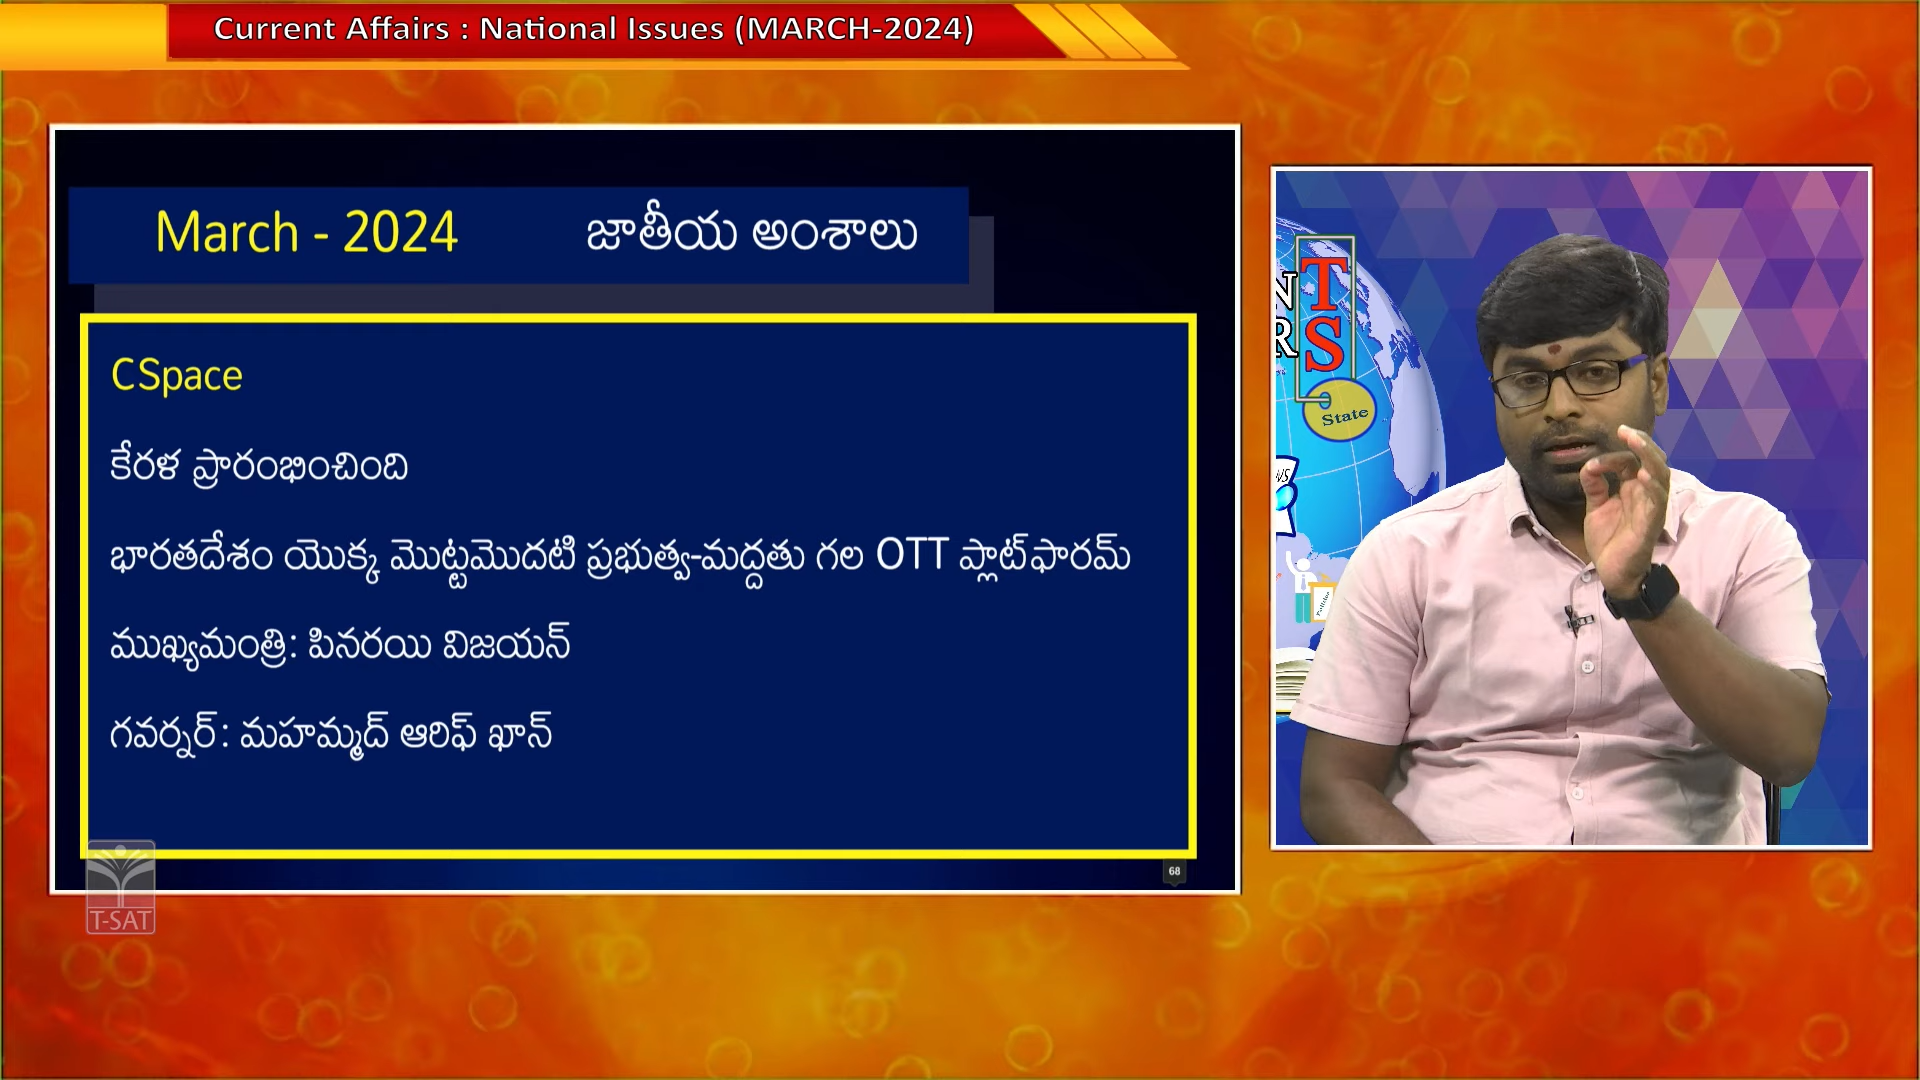 Current Affairs : National Issues (MARCH-2024)
March - 2024 జాతీయ అంశాలు
CSpace
కేరళ ప్రారంభించింది
భారతదేశం యొక్క మొట్టమొదటి ప్రభుత్వ-మద్దతు గల OTT ప్లాట్‌ఫారమ్
ముఖ్యమంత్రి: పినరయి విజయన్
గవర్నర్: మహమ్మద్ ఆరిఫ్ ఖాన్
68
T-SAT
N
R
TS
State
WS